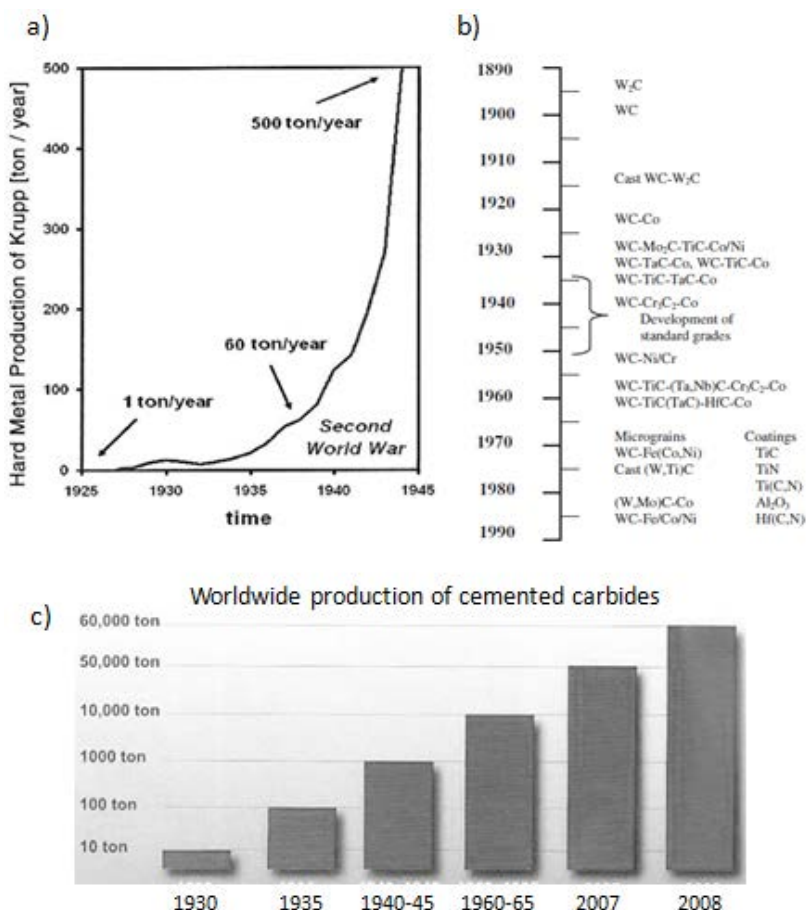 a)
Hard Metal Production of Krupp [ton / year]
500
400
300
200
100
0
500 ton/year
60 ton/year
1 ton/year
Second
World War
1925
1930
1935
1940
1945
time
b)
1890
1900
1910
1920
1930
1940
1950
1960
1970
1980
1990
W₂C
WC
Cast WC-W₂C
WC-Co
WC-Mo₂C-TiC-Co/Ni
WC-TaC-Co, WC-TiC-Co
WC-TiC-TaC-Co
WC-Cr₃C₂-Co
Development of
standard grades
WC-Ni/Cr
WC-TiC-(Ta,Nb)C-Cr₃C₂-Co
WC-TiC(TaC)-HfC-Co
Micrograins Coatings
WC-Fe(Co,Ni) TiC
Cast (W,Ti)C TiN
Ti(C,N)
(W,Mo)C-Co Al₂O₃
WC-Fe/Co/Ni Hf(C,N)
c)
Worldwide production of cemented carbides
60,000 ton
50,000 ton
10,000 ton
1000 ton
100 ton
10 ton
1930 1935 1940-45 1960-65 2007 2008